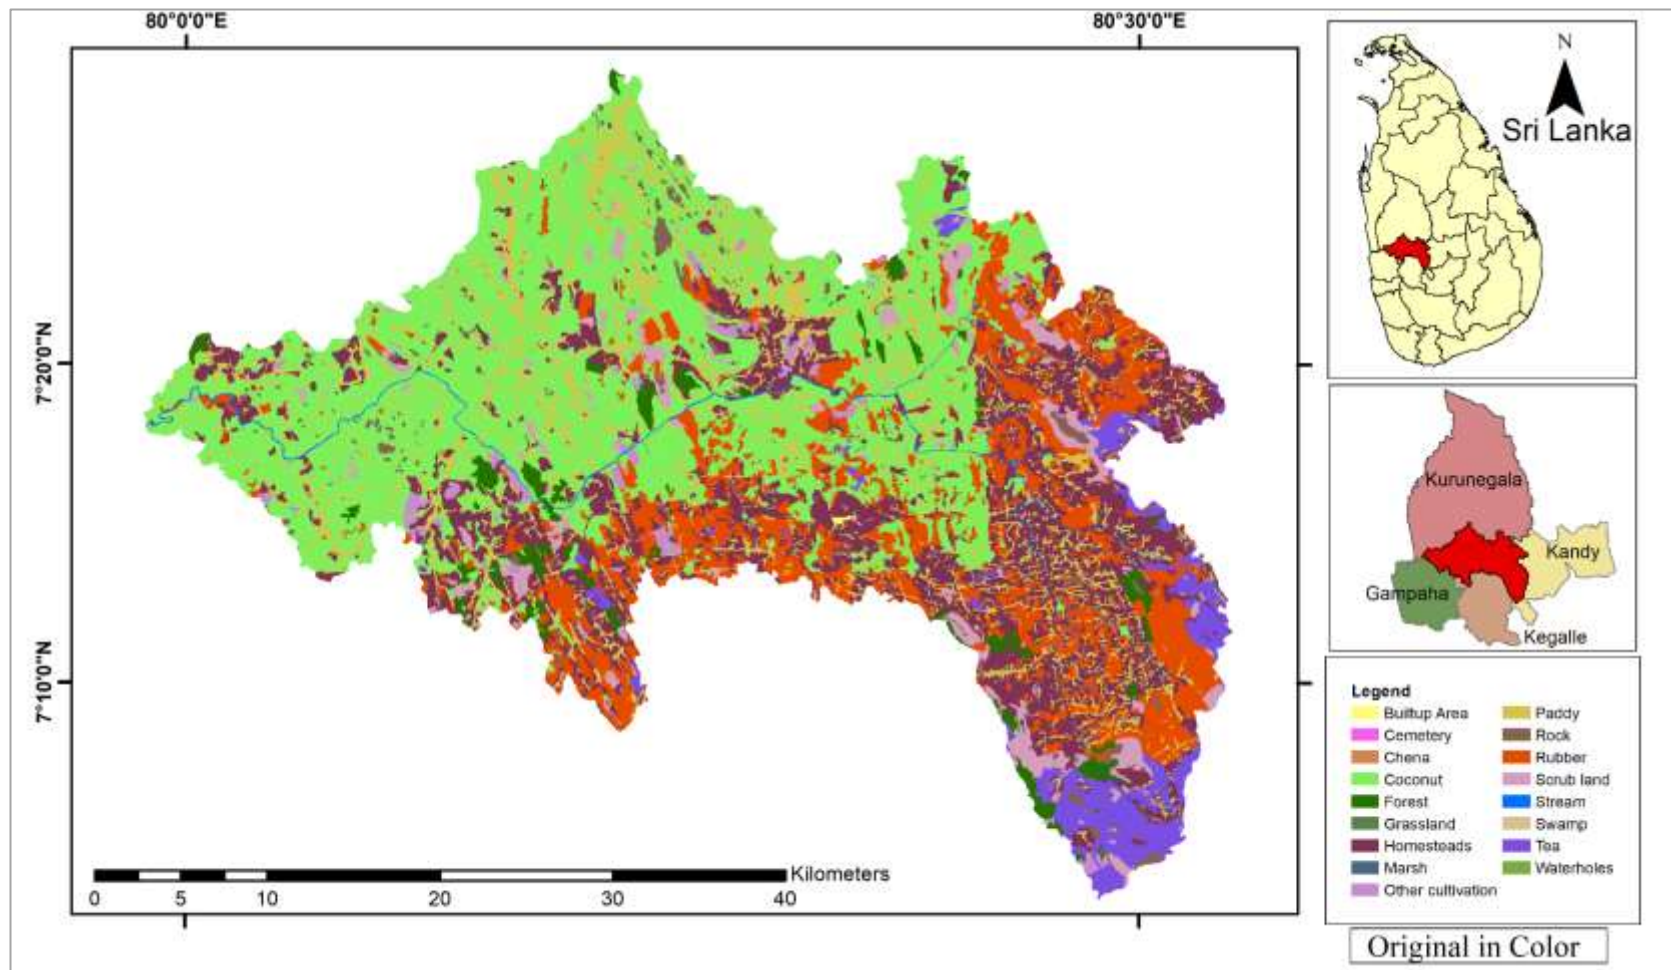 80°0'0"E
80°30'0"E
7°20'0"N
7°10'0"N
0 5 10 20 30 40
Kilometers
N
Sri Lanka
Kurunegala
Kandy
Gampaha
Kegalle
Legend
Builtup Area
Cemetery
Chena
Coconut
Forest
Grassland
Homesteads
Marsh
Other cultivation
Paddy
Rock
Rubber
Scrub land
Stream
Swamp
Tea
Waterholes
Original in Color